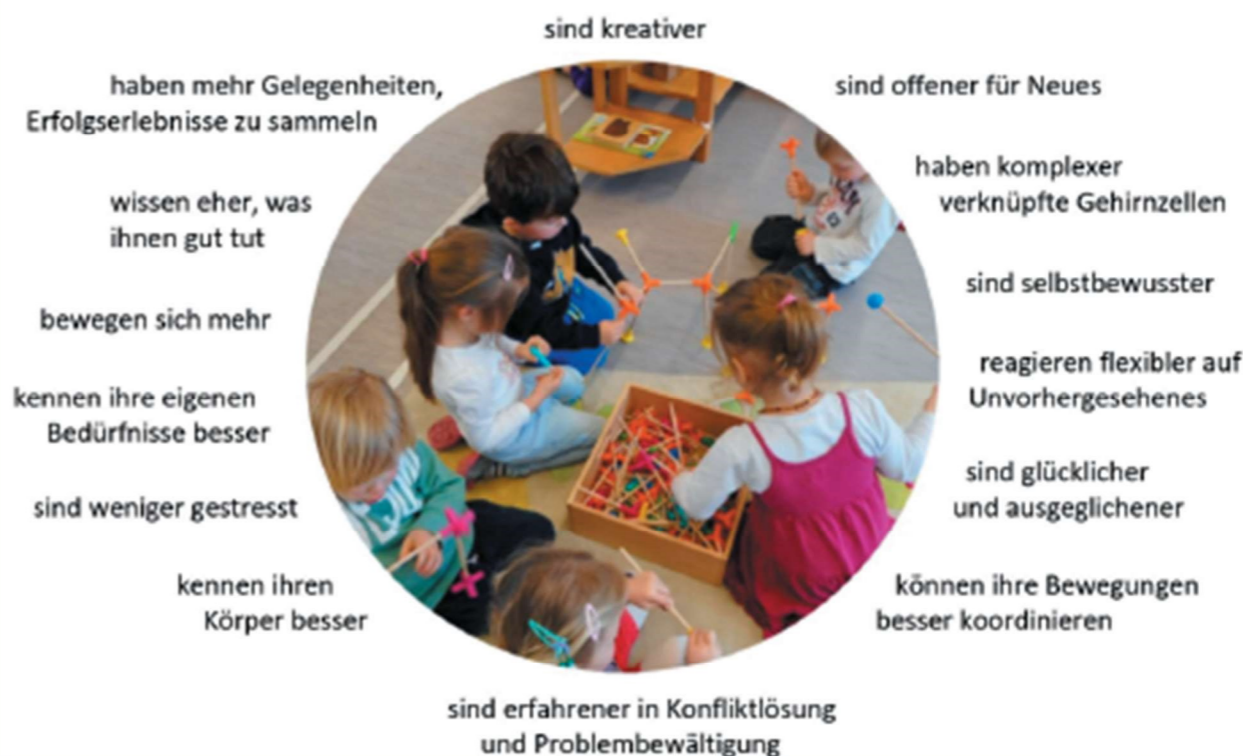 sind kreativer
sind offener für Neues
haben komplexer
verknüpfte Gehirnzellen
sind selbstbewusster
reagieren flexibler auf
Unvorhergesehenes
sind glücklicher
und ausgeglichener
können ihre Bewegungen
besser koordinieren
sind erfahrener in Konfliktlösung
und Problembewältigung
kennen ihren
Körper besser
sind weniger gestresst
kennen ihre eigenen
Bedürfnisse besser
bewegen sich mehr
wissen eher, was
ihnen gut tut
haben mehr Gelegenheiten,
Erfolgserlebnisse zu sammeln